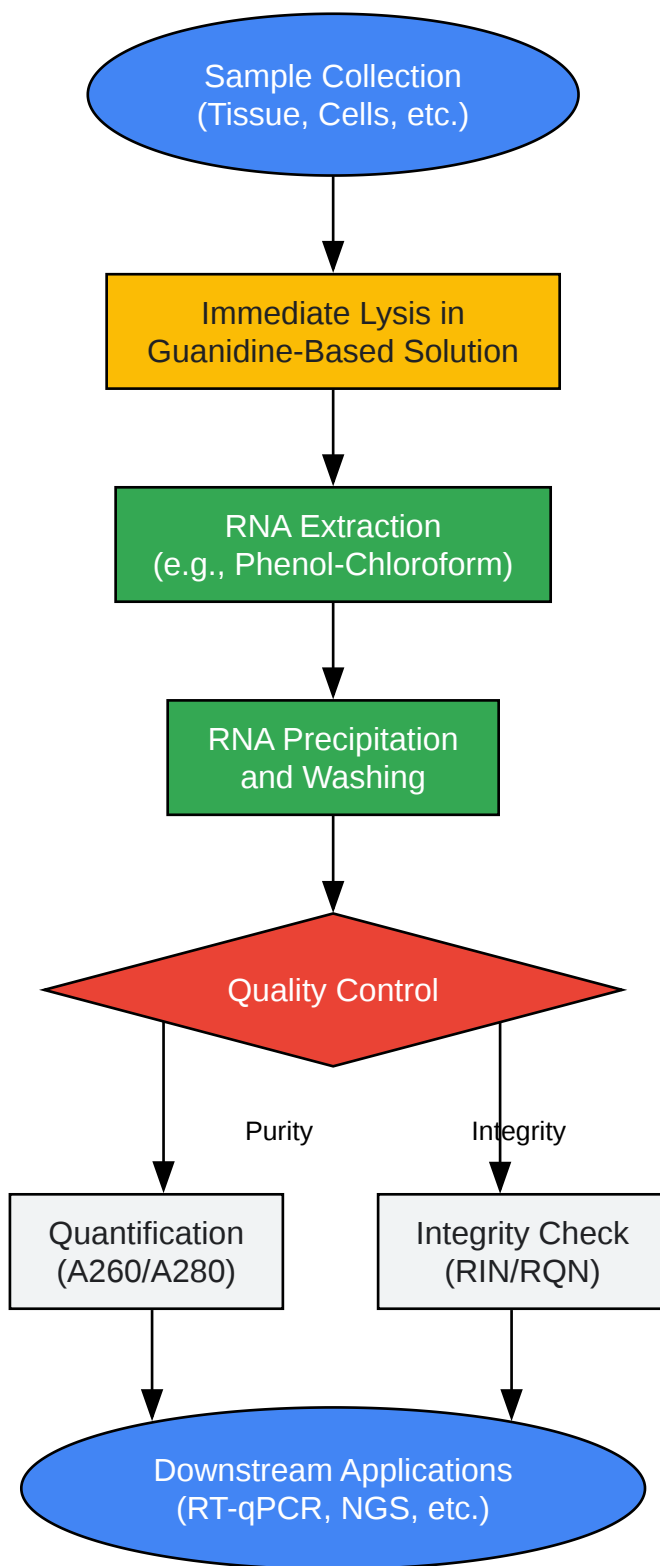 Sample Collection
(Tissue, Cells, etc.)
Immediate Lysis in
Guanidine-Based Solution
RNA Extraction
(e.g., Phenol-Chloroform)
RNA Precipitation
and Washing
Quality Control
Purity
Integrity
Quantification
(A260/A280)
Integrity Check
(RIN/RQN)
Downstream Applications
(RT-qPCR, NGS, etc.)